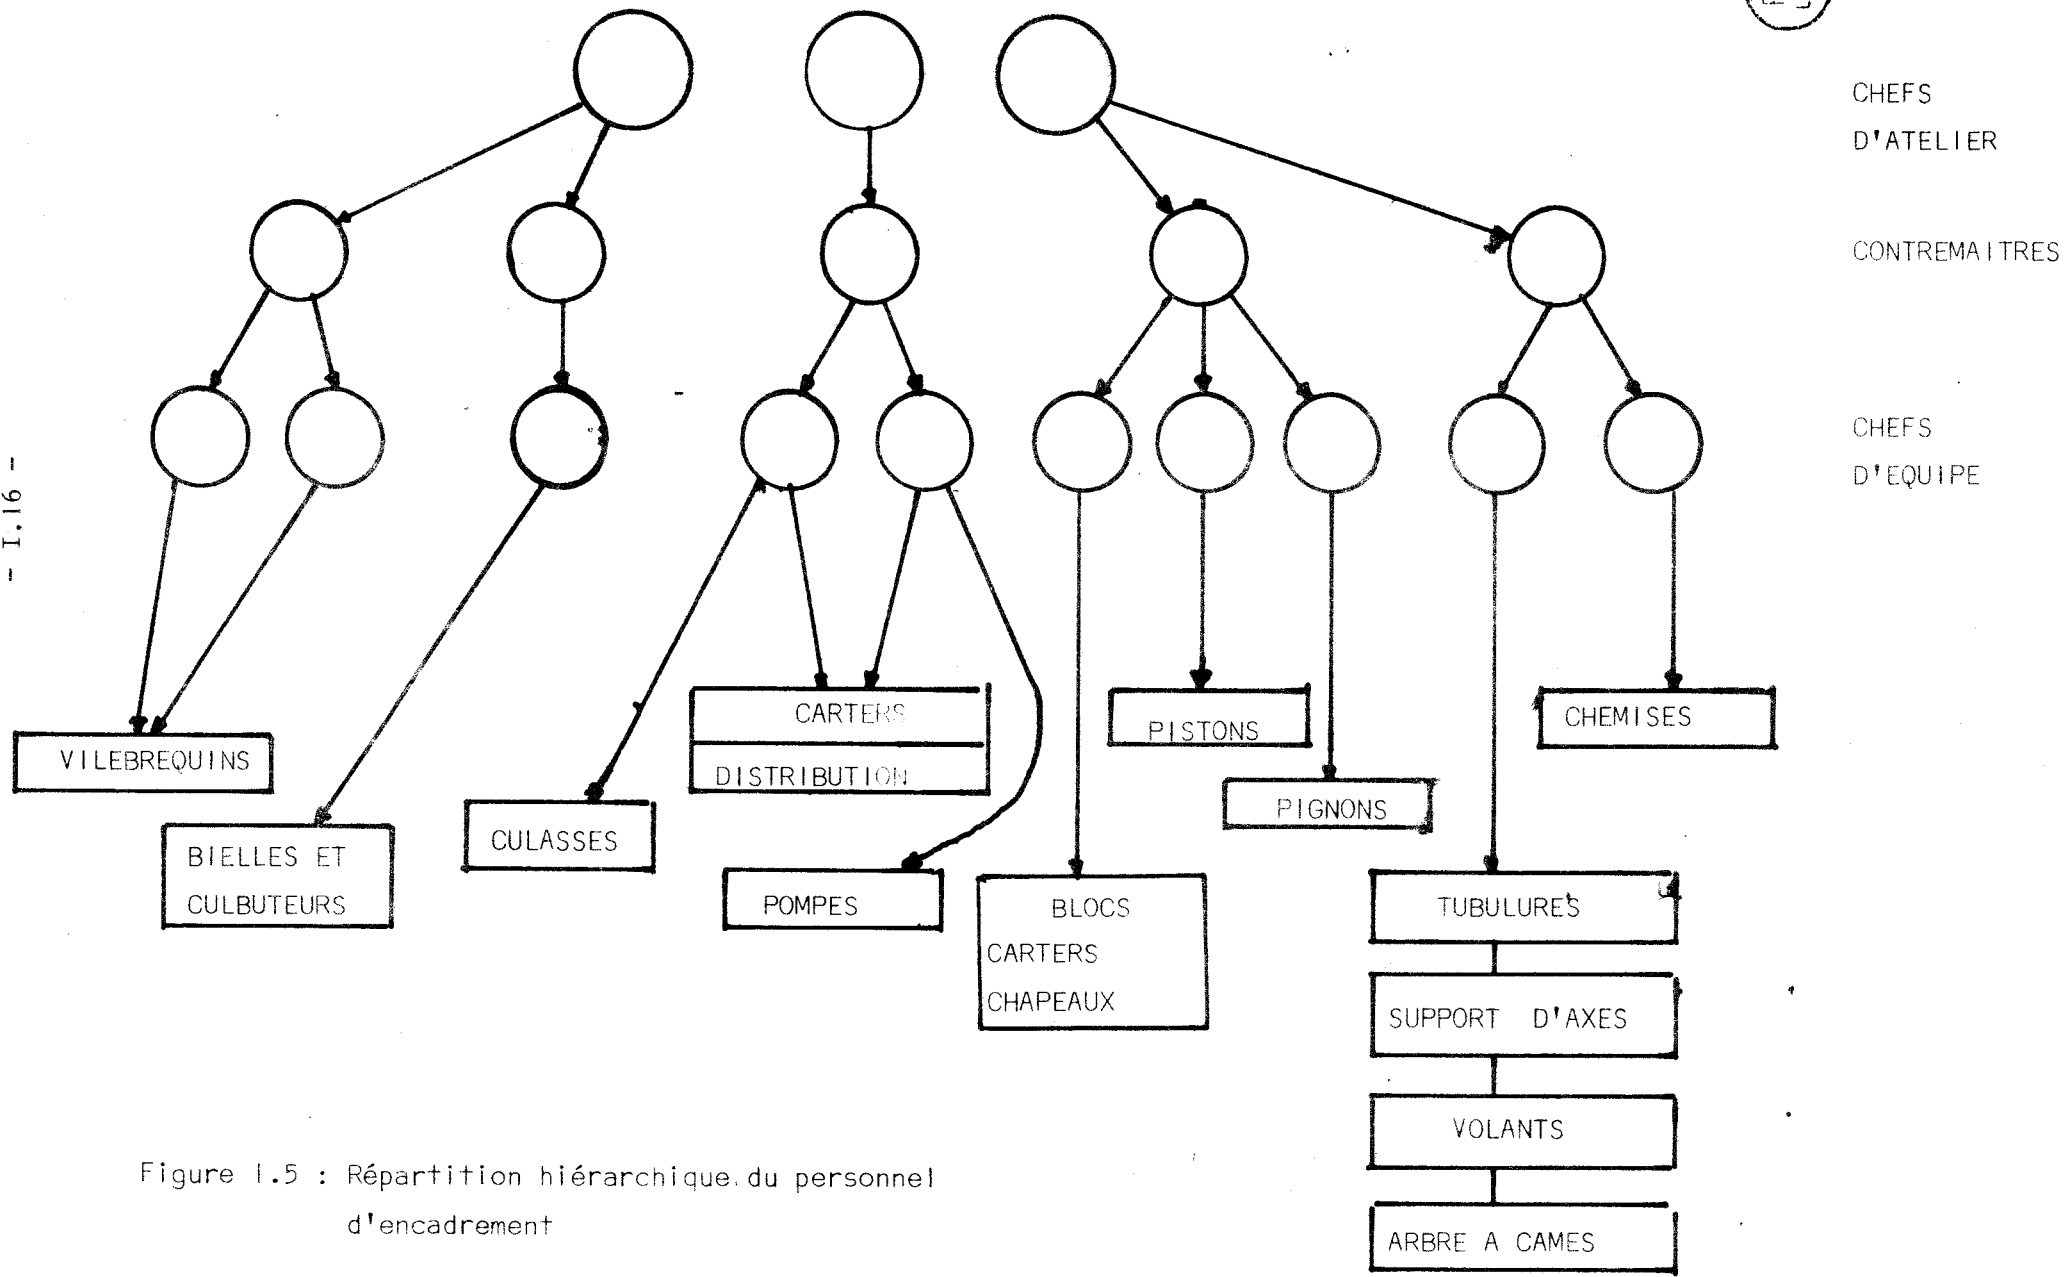 CHEFS
D'ATELIER
CONTREMAITRES
CHEFS
D'EQUIPE
- I.16 -
VILEBREQUINS
BIELLES ET
CULBUTEURS
CULASSES
CARTERS
DISTRIBUTION
POMPES
BLOCS
CARTERS
CHAPEAUX
PISTONS
PIGNONS
CHEMISES
TUBULURES
SUPPORT D'AXES
VOLANTS
ARBRE A CAMES
Figure I.5 : Répartition hiérarchique du personnel
d'encadrement